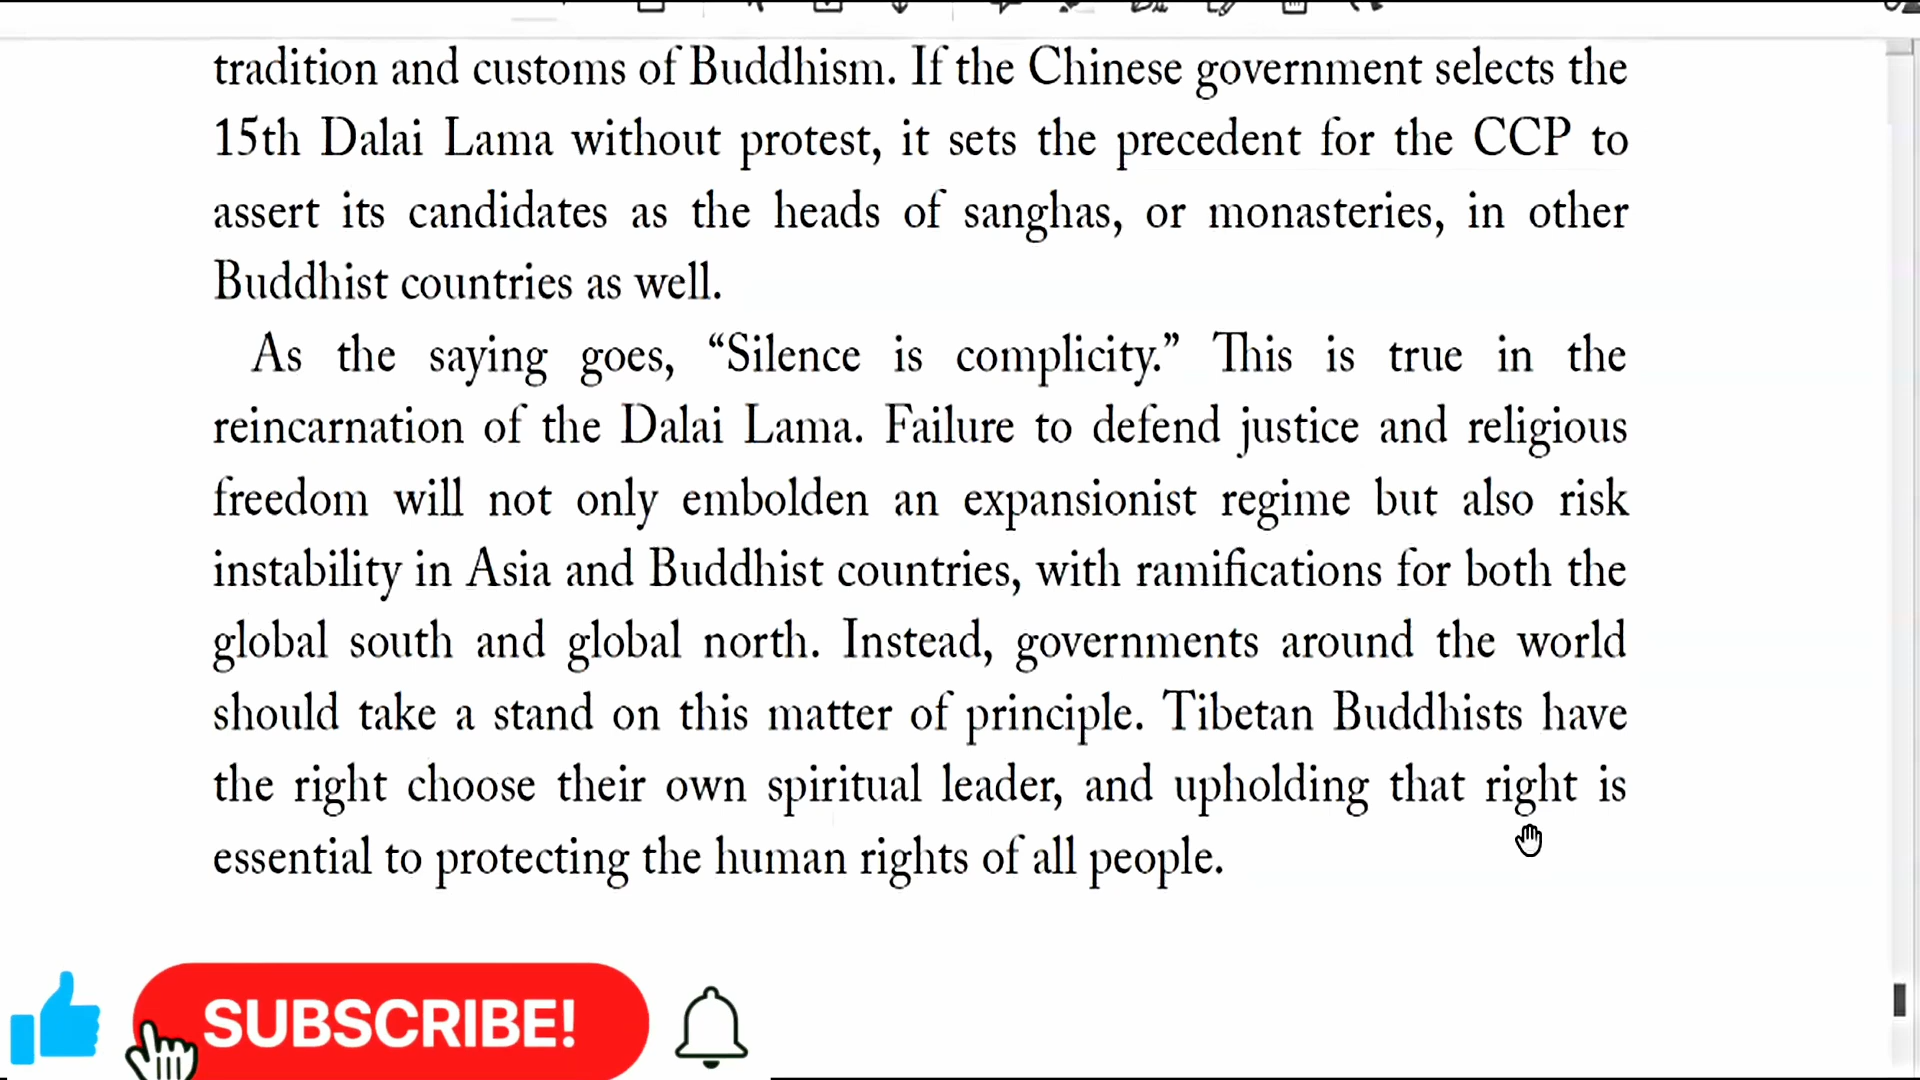 tradition and customs of Buddhism. If the Chinese government selects the
15th Dalai Lama without protest, it sets the precedent for the CCP to
assert its candidates as the heads of sanghas, or monasteries, in other
Buddhist countries as well.
As the saying goes, “Silence is complicity.” This is true in the
reincarnation of the Dalai Lama. Failure to defend justice and religious
freedom will not only embolden an expansionist regime but also risk
instability in Asia and Buddhist countries, with ramifications for both the
global south and global north. Instead, governments around the world
should take a stand on this matter of principle. Tibetan Buddhists have
the right choose their own spiritual leader, and upholding that right is
essential to protecting the human rights of all people.
SUBSCRIBE!